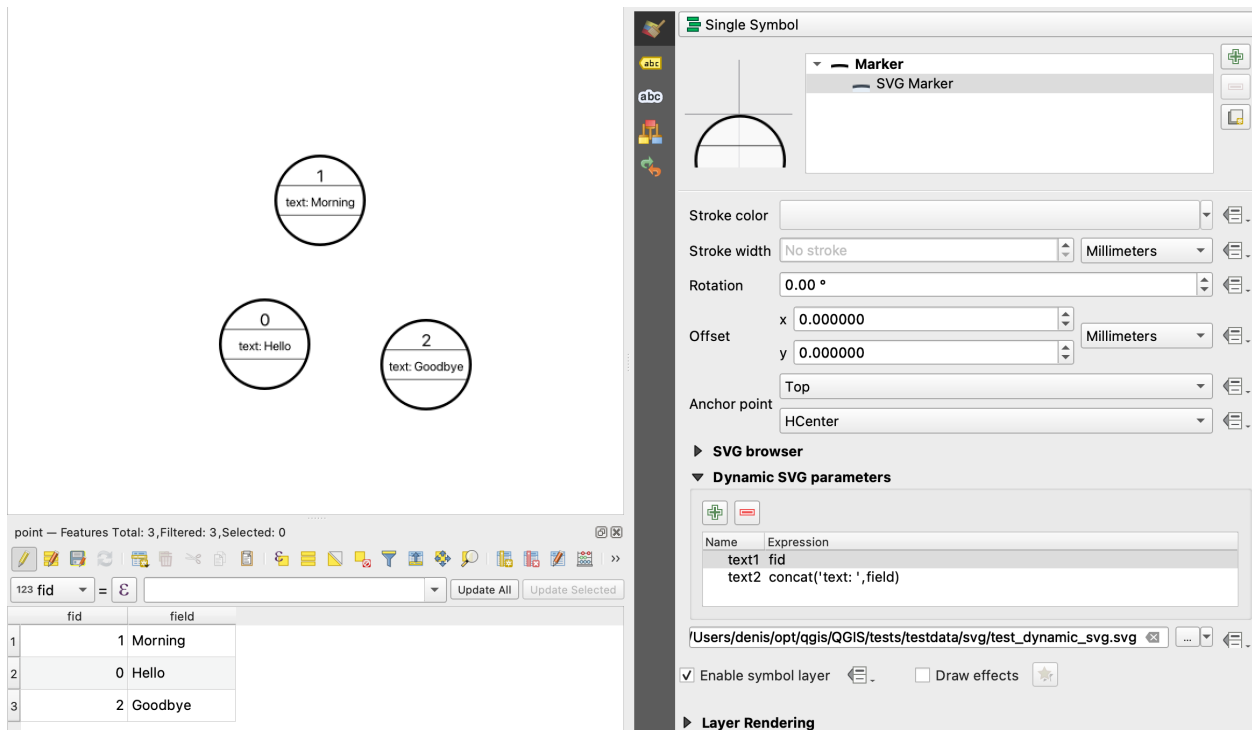 1
text: Morning
0
text: Hello
2
text: Goodbye
point — Features Total: 3,Filtered: 3,Selected: 0
123 fid
=
ε
Update All
Update Selected
fid field
1 1 Morning
2 0 Hello
3 2 Goodbye
abc
abc
Single Symbol
Marker
SVG Marker
Stroke color
Stroke width No stroke Millimeters
Rotation 0.00 °
Offset x 0.000000 Millimeters
y 0.000000
Anchor point Top
HCenter
SVG browser
Dynamic SVG parameters
Name Expression
text1 fid
text2 concat('text: ',field)
/Users/denis/opt/qgis/QGIS/tests/testdata/svg/test_dynamic_svg.svg ...
Enable symbol layer Draw effects
Layer Rendering